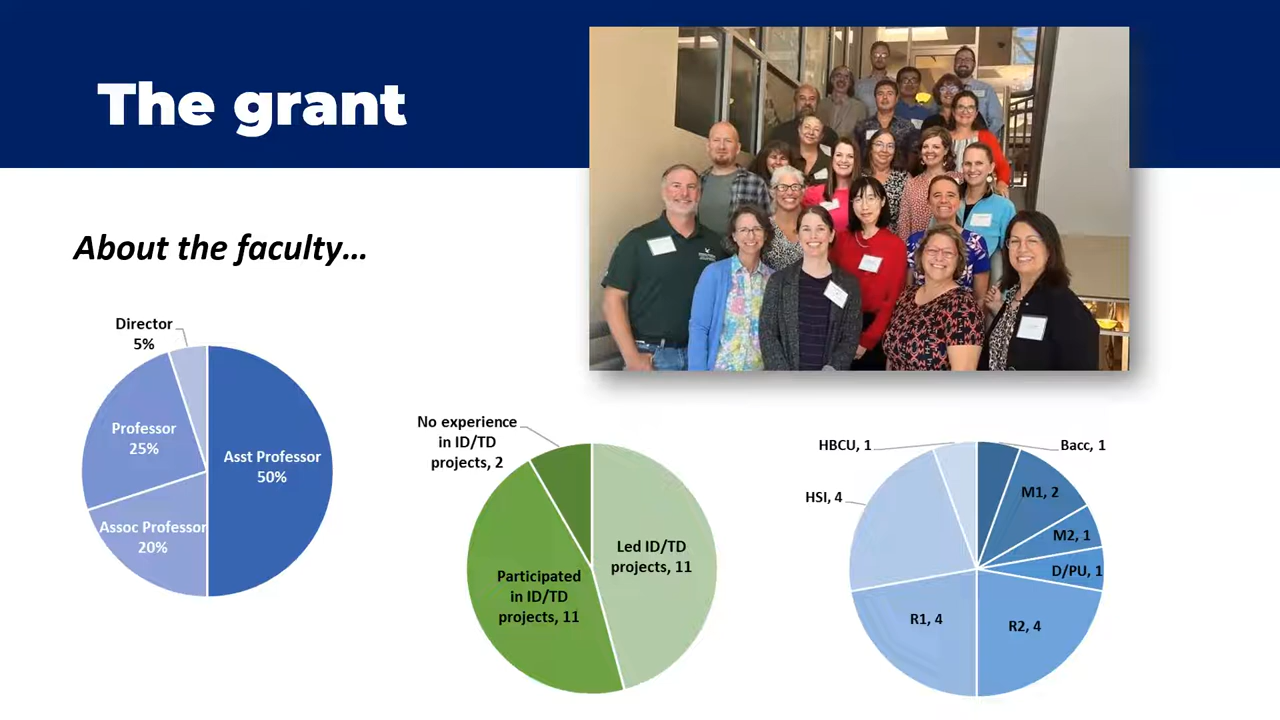 The grant
About the faculty...
Director
5%
Professor
25%
Asst Professor
50%
Assoc Professor
20%
No experience
in ID/TD
projects, 2
Led ID/TD
projects, 11
Participated
in ID/TD
projects, 11
HBCU, 1
Bacc, 1
HSI, 4
M1, 2
M2, 1
D/PU, 1
R1, 4
R2, 4